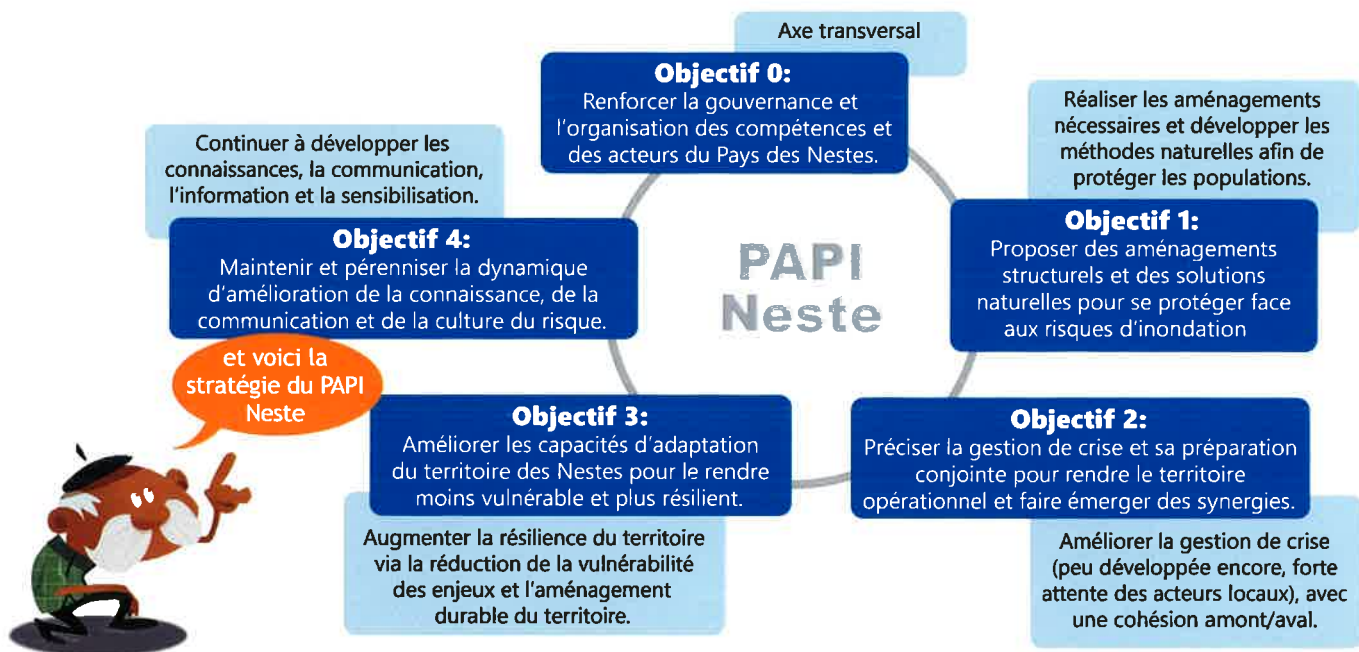 Axe transversal
Objectif 0:
Renforcer la gouvernance et
l'organisation des compétences et
des acteurs du Pays des Nestes.
Réaliser les aménagements
nécessaires et développer les
méthodes naturelles afin de
protéger les populations.
Objectif 1:
Proposer des aménagements
structurels et des solutions
naturelles pour se protéger face
aux risques d'inondation
Continuer à développer les
connaissances, la communication,
l'information et la sensibilisation.
Objectif 4:
Maintenir et pérenniser la dynamique
d'amélioration de la connaissance, de la
communication et de la culture du risque.
PAPI
Neste
et voici la
stratégie du PAPI
Neste
Objectif 3:
Améliorer les capacités d'adaptation
du territoire des Nestes pour le rendre
moins vulnérable et plus résilient.
Augmenter la résilience du territoire
via la réduction de la vulnérabilité
des enjeux et l'aménagement
durable du territoire.
Objectif 2:
Préciser la gestion de crise et sa préparation
conjointe pour rendre le territoire
opérationnel et faire émerger des synergies.
Améliorer la gestion de crise
(peu développée encore, forte
attente des acteurs locaux), avec
une cohésion amont/aval.